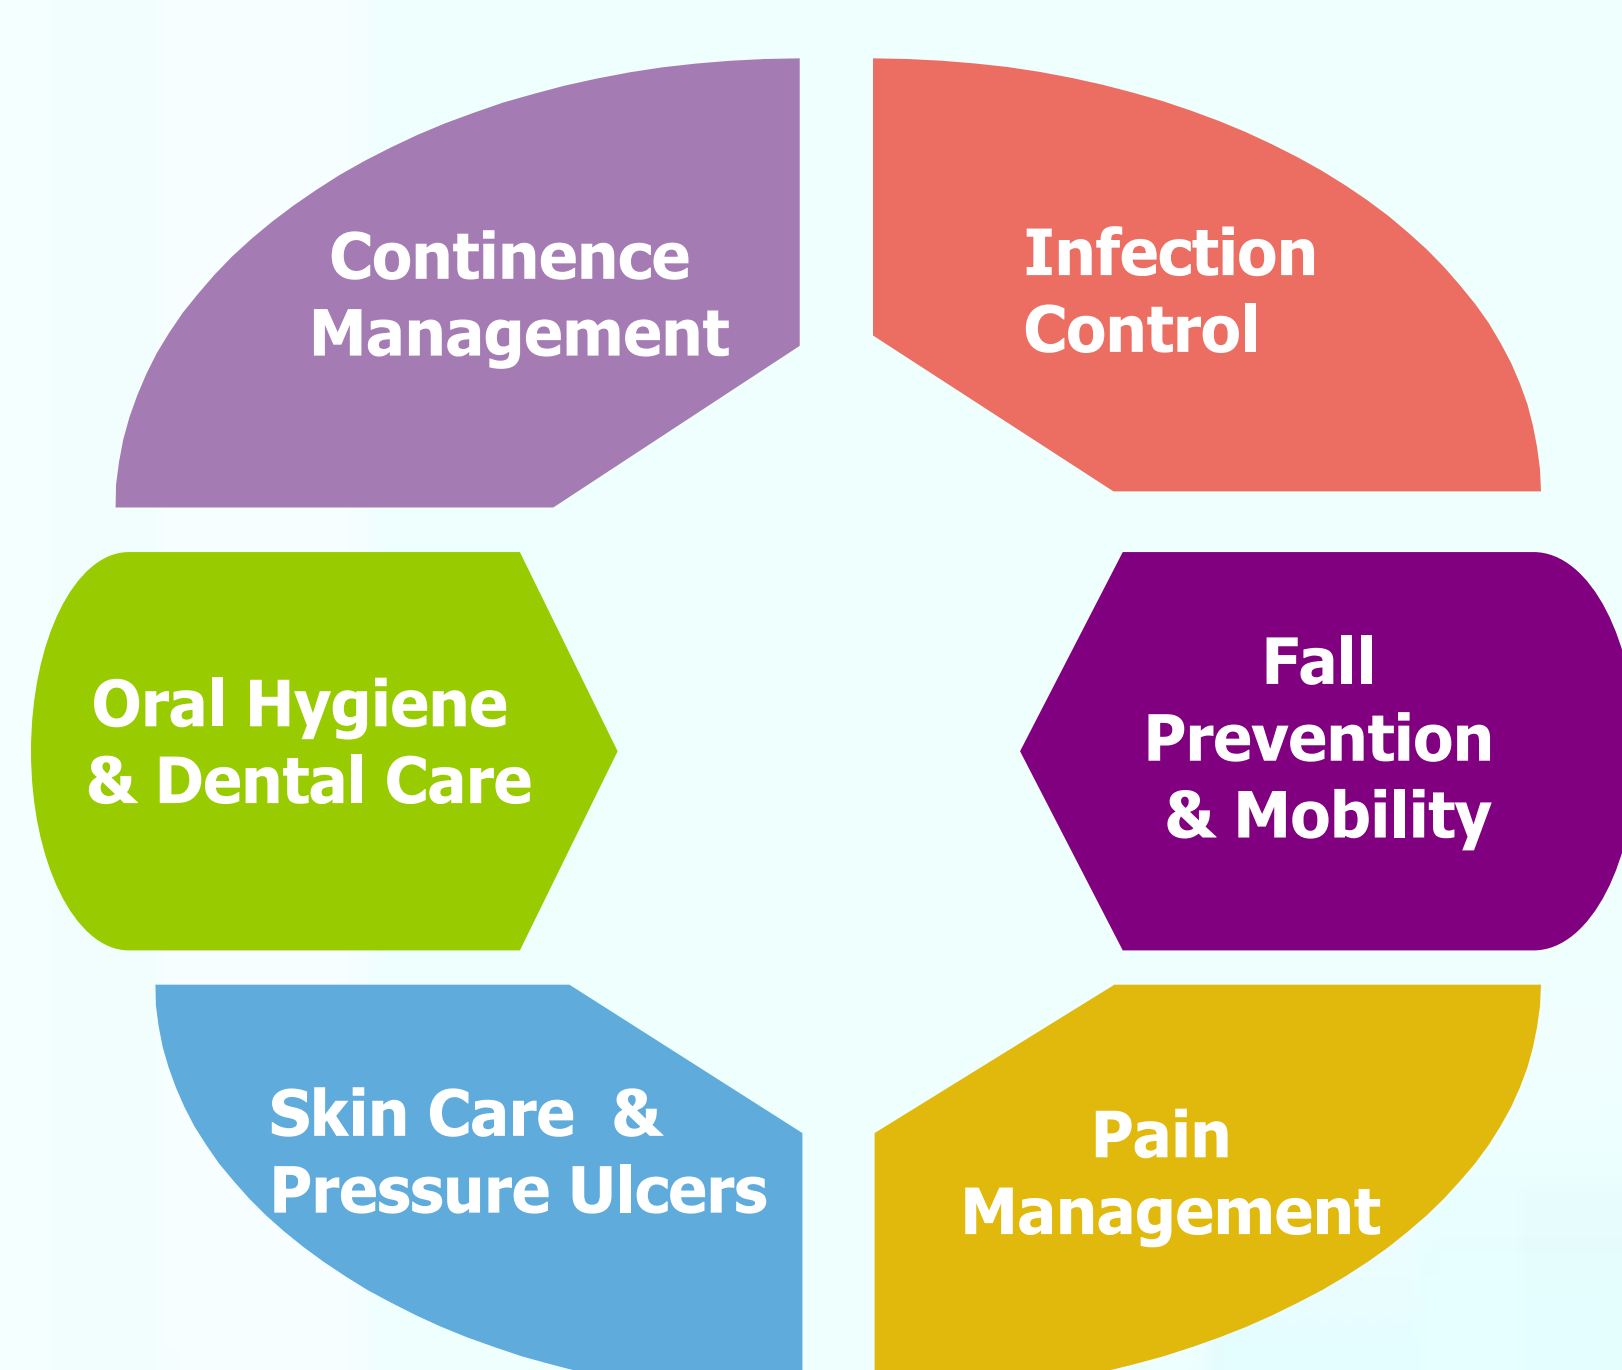 Continence
Management
Infection
Control
Oral Hygiene
& Dental Care
Fall
Prevention
& Mobility
Skin Care &
Pressure Ulcers
Pain
Management